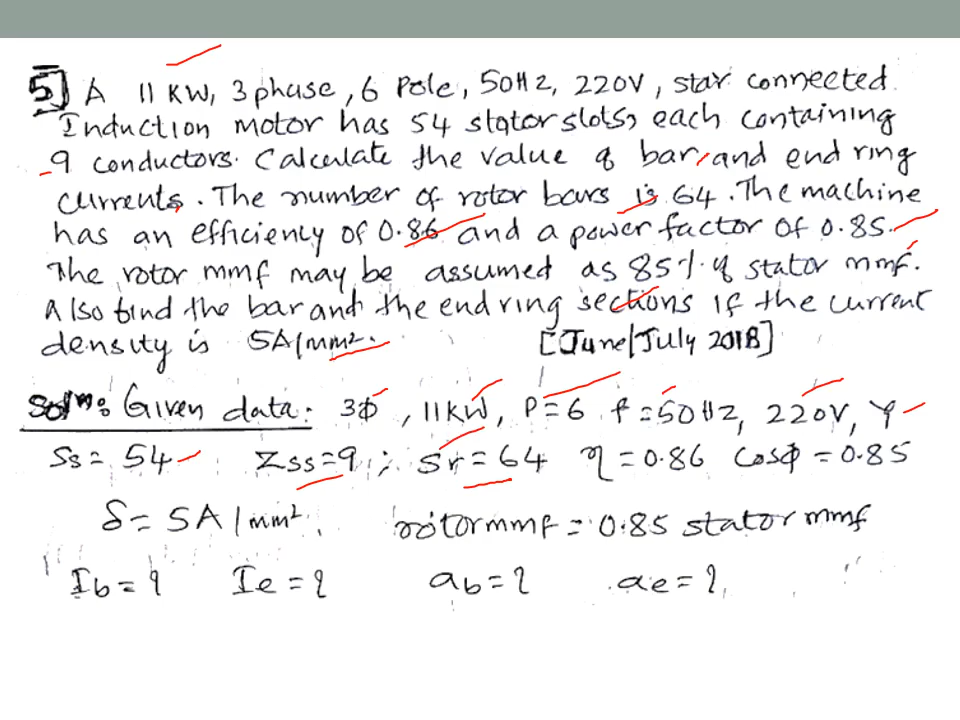 5] A 11 KW, 3 phase, 6 Pole, 50HZ, 220V, star connected
Induction motor has 54 stator slots, each containing
9 conductors. Calculate the value of bar, and end ring
currents. The number of rotor bars is 64. The machine
has an efficiency of 0.86 and a power factor of 0.85.
The rotor mmf may be assumed as 85% of stator mmf.
Also find the bar and the end ring sections if the current
density is 5A/mm². [June/July 2018]
Soln: Given data: 3Φ, 11KW, P=6 f=50HZ, 220V, Y
Ss = 54 Zss=9; Sr=64 η=0.86 cosϕ=0.85
δ=5A/mm². rotor mmf = 0.85 stator mmf
Ib=? Ie=? ab=? ae=?